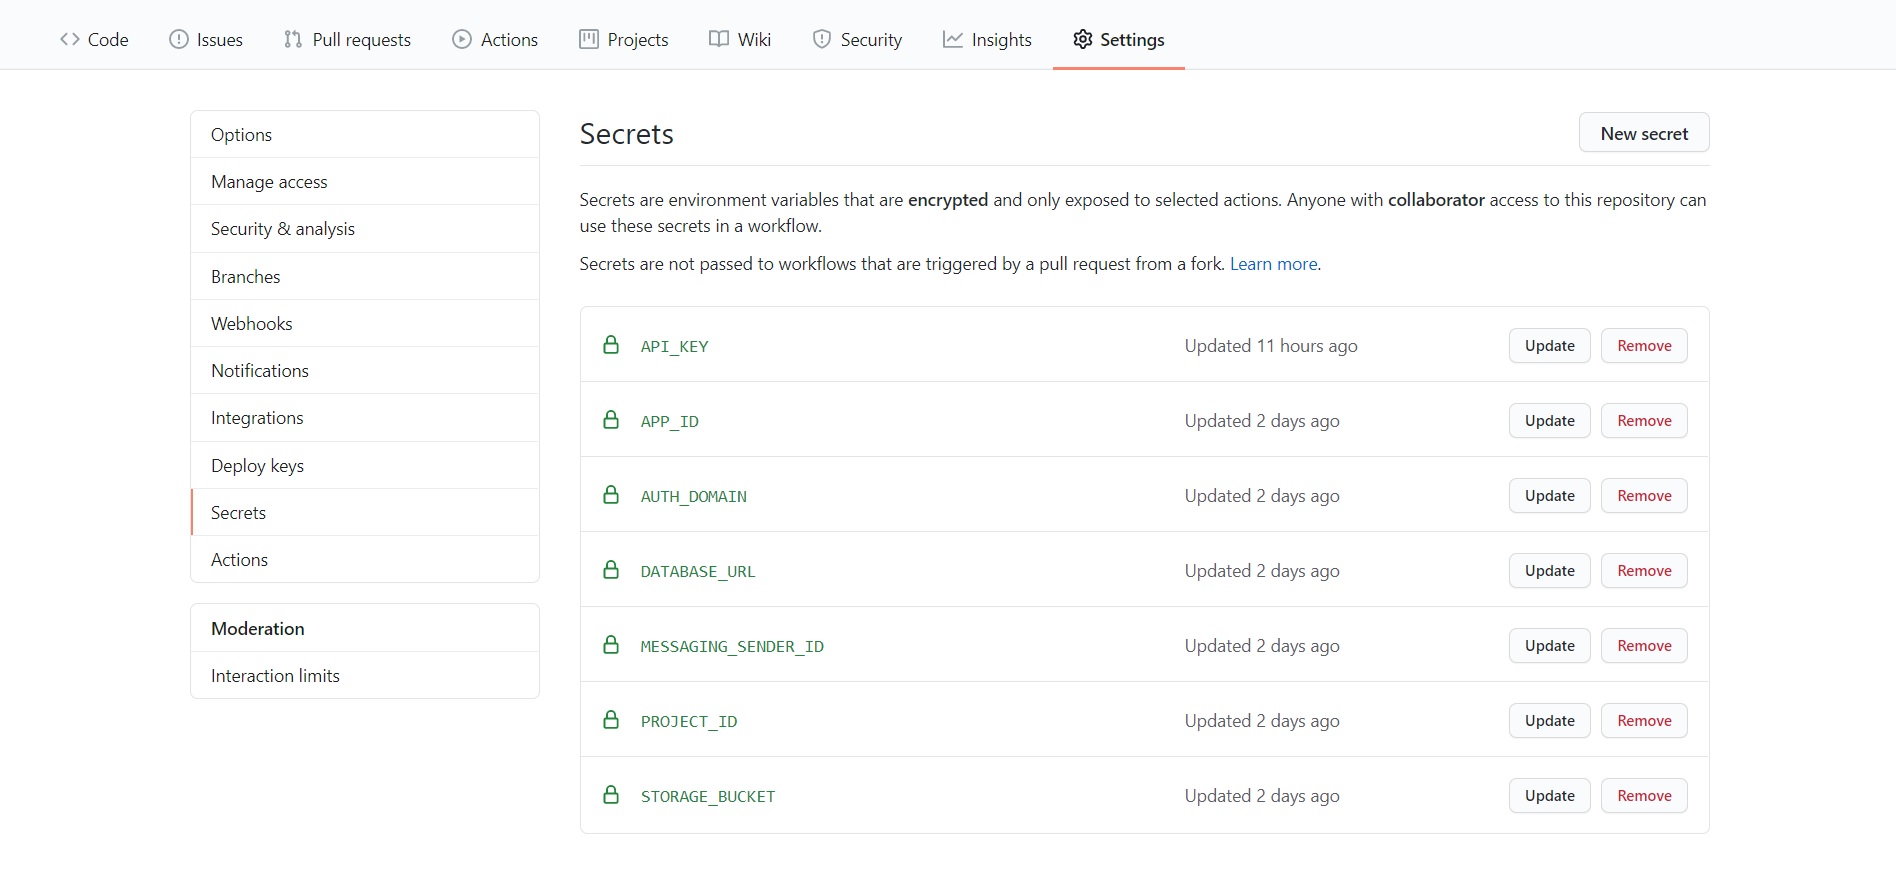 Code Issues Pull requests Actions Projects Wiki Security Insights Settings
Options
Manage access
Security & analysis
Branches
Webhooks
Notifications
Integrations
Deploy keys
Secrets
Actions
Moderation
Interaction limits
Secrets
New secret
Secrets are environment variables that are encrypted and only exposed to selected actions. Anyone with collaborator access to this repository can
use these secrets in a workflow.
Secrets are not passed to workflows that are triggered by a pull request from a fork. Learn more.
API_KEY Updated 11 hours ago Update Remove
APP_ID Updated 2 days ago Update Remove
AUTH_DOMAIN Updated 2 days ago Update Remove
DATABASE_URL Updated 2 days ago Update Remove
MESSAGING_SENDER_ID Updated 2 days ago Update Remove
PROJECT_ID Updated 2 days ago Update Remove
STORAGE_BUCKET Updated 2 days ago Update Remove